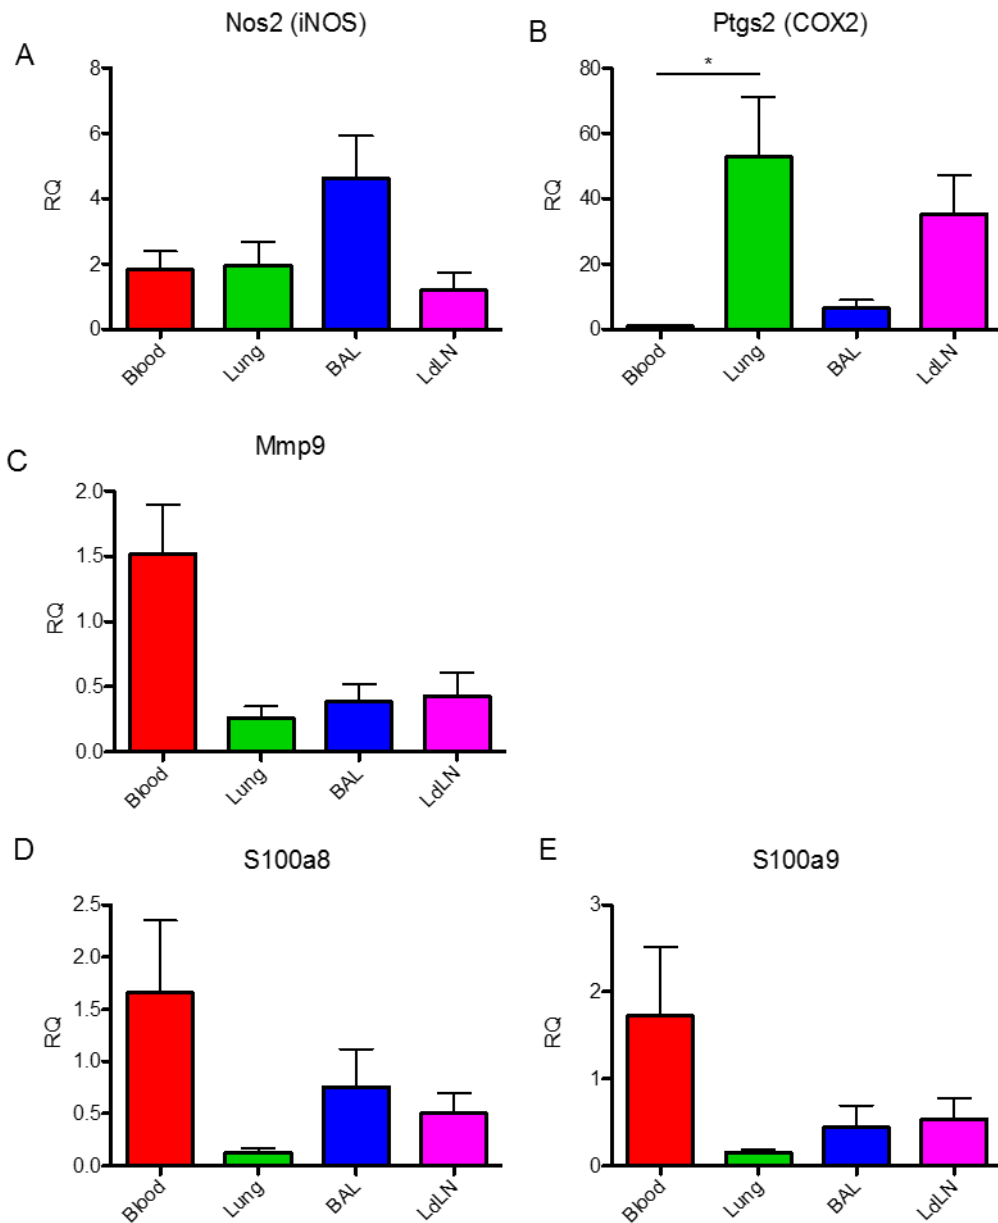 Nos2 (iNOS)
A
8
6
4
2
0
RQ
Blood
Lung
BAL
LdLN
Ptgs2 (COX2)
B
80
60
40
20
0
RQ
*
Blood
Lung
BAL
LdLN
Mmp9
C
2.0
1.5
1.0
0.5
0.0
RQ
Blood
Lung
BAL
LdLN
D
S100a8
2.5
2.0
1.5
1.0
0.5
0.0
RQ
Blood
Lung
BAL
LdLN
E
S100a9
3
2
1
0
RQ
Blood
Lung
BAL
LdLN